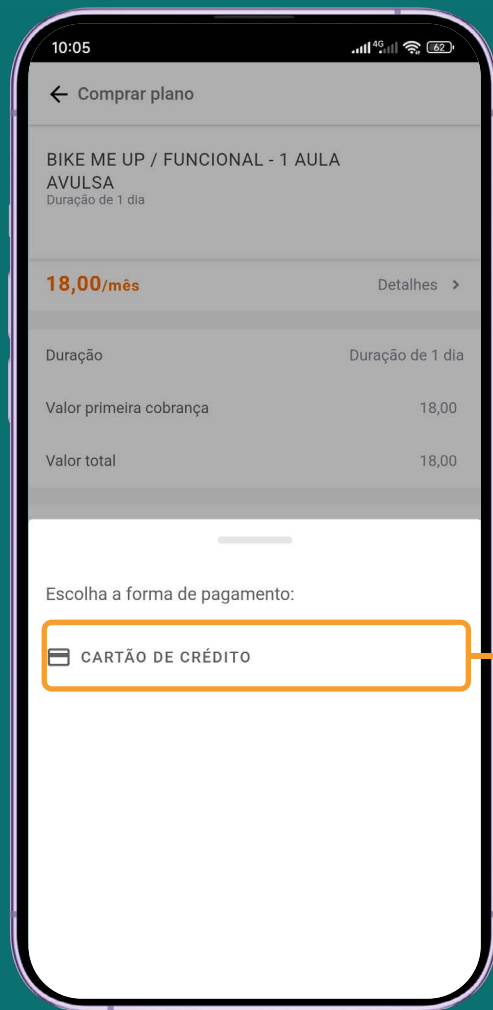 10:05
4G
62
Comprar plano
BIKE ME UP / FUNCIONAL - 1 AULA
AVULSA
Duração de 1 dia
18,00/mês
Detalhes
Duração
Duração de 1 dia
Valor primeira cobrança
18,00
Valor total
18,00
Escolha a forma de pagamento:
CARTÃO DE CRÉDITO